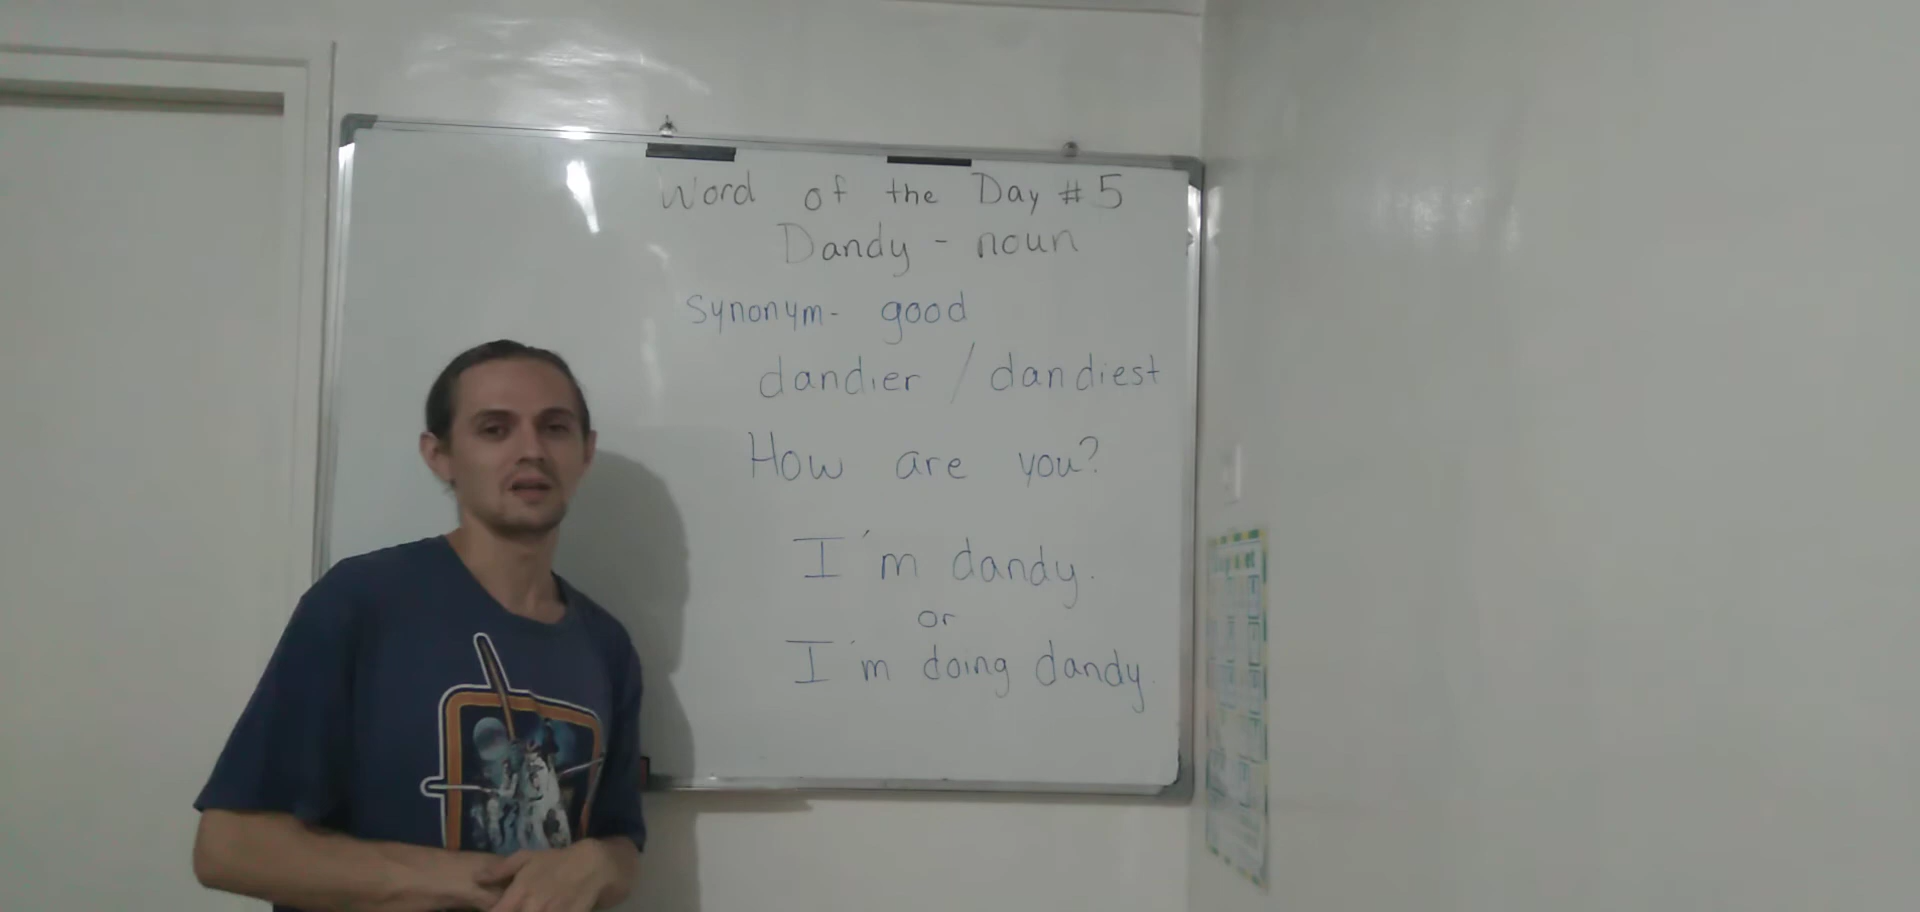 Word of the Day #5
Dandy - noun
synonym- good
dandier / dandiest
How are you?
I'm dandy.
or
I'm doing dandy.